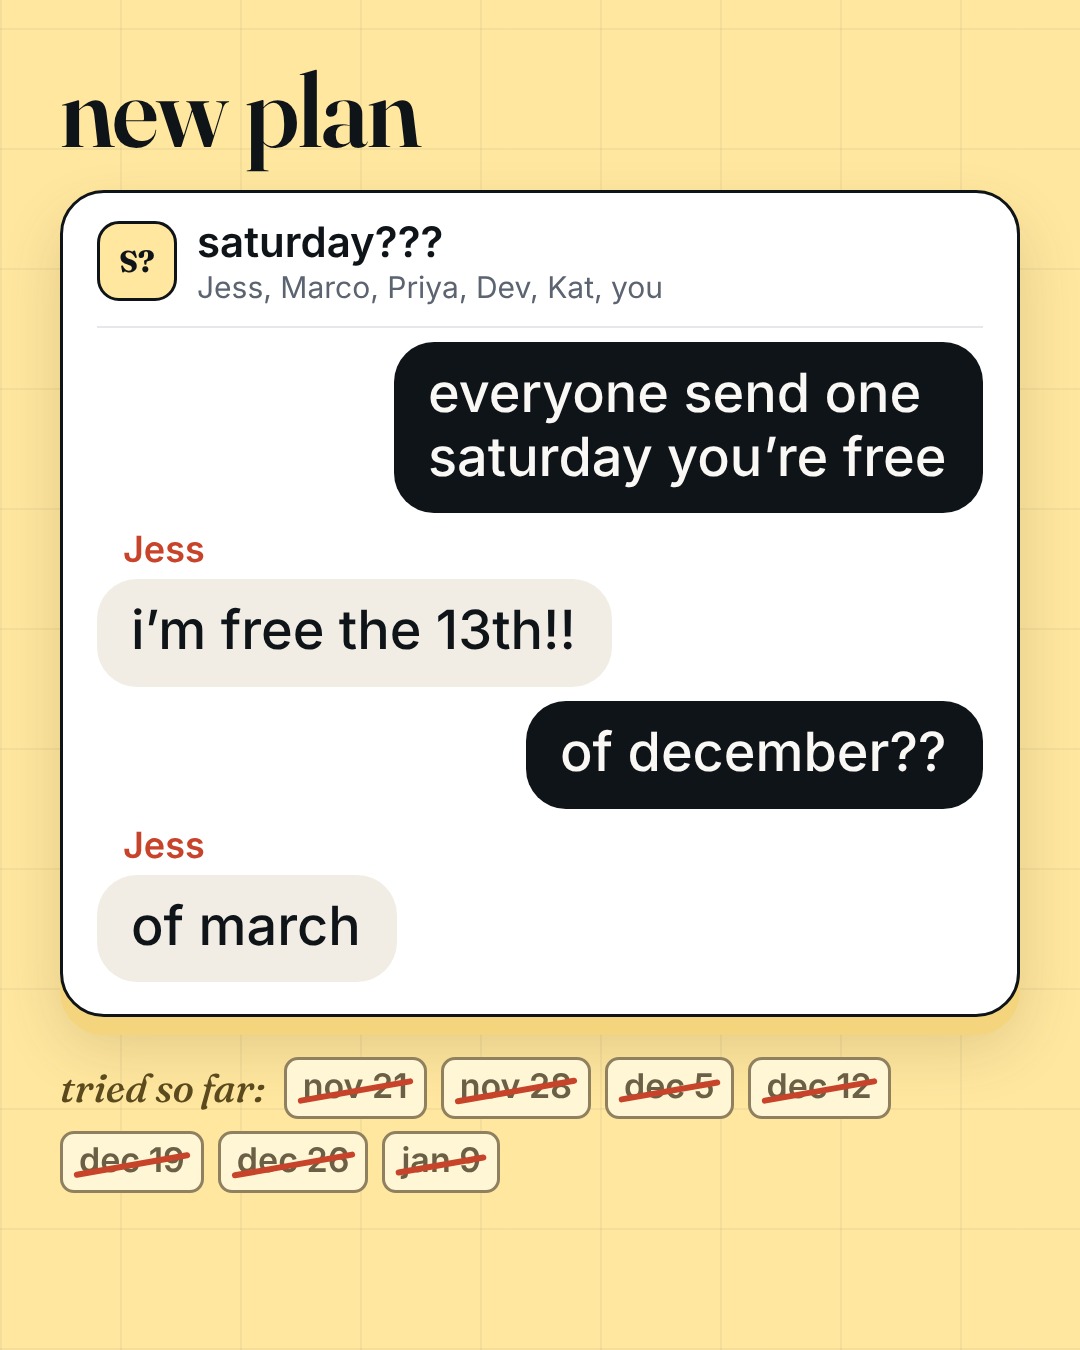 new plan
S?
saturday???
Jess, Marco, Priya, Dev, Kat, you
everyone send one
saturday you’re free
Jess
i’m free the 13th!!
of december??
Jess
of march
tried so far: nov 21 nov 28 dec 5 dec 12
dec 19 dec 26 jan 9